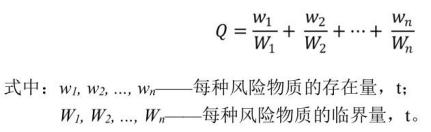 Q = w₁/W₁ + w₂/W₂ + ⋯ + wₙ/Wₙ
式中：w₁, w₂, ..., wₙ——每种风险物质的存在量，t；
W₁, W₂, ..., Wₙ——每种风险物质的临界量，t。